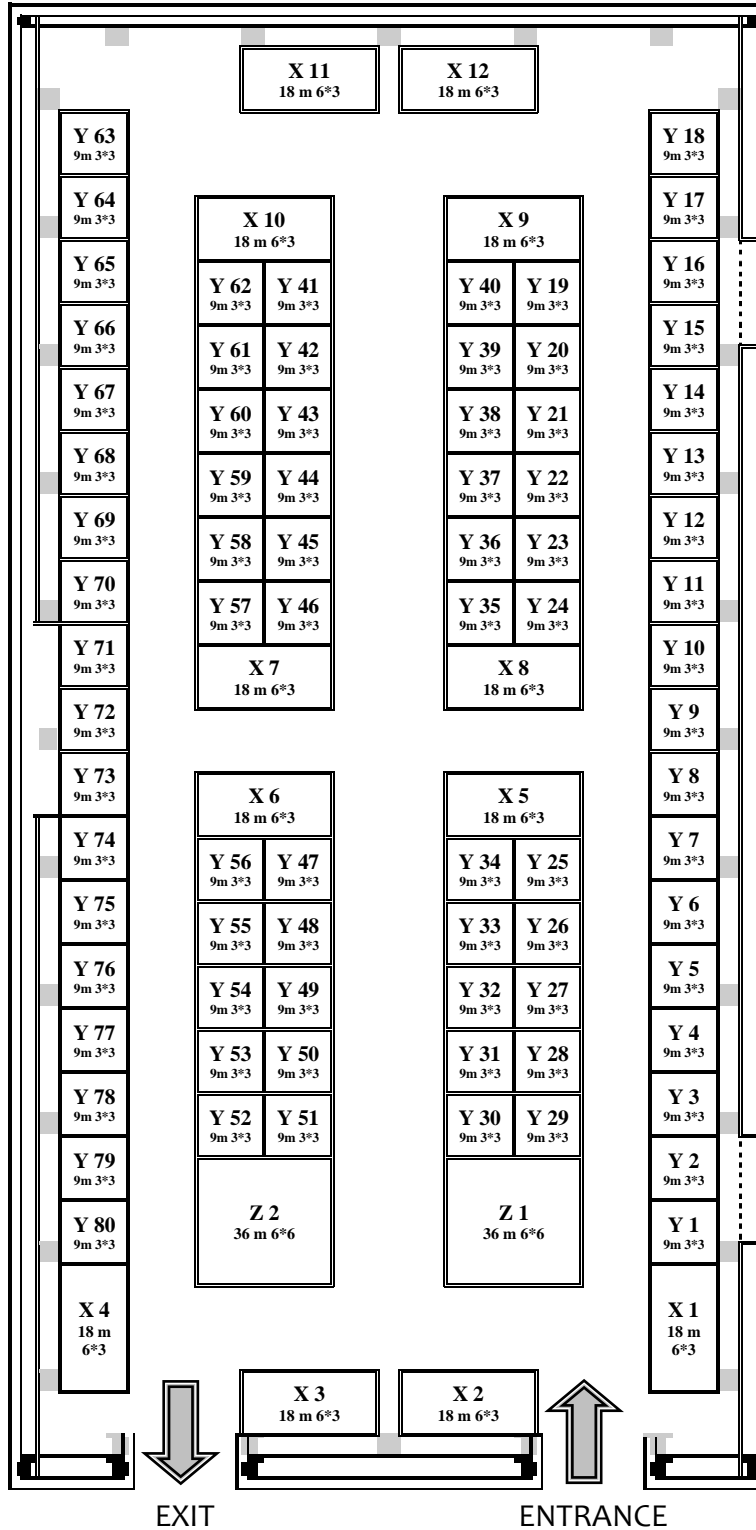 X 11
18 m 6*3
X 12
18 m 6*3
Y 63
9m 3*3
Y 64
9m 3*3
Y 65
9m 3*3
Y 66
9m 3*3
Y 67
9m 3*3
Y 68
9m 3*3
Y 69
9m 3*3
Y 70
9m 3*3
Y 71
9m 3*3
Y 72
9m 3*3
Y 73
9m 3*3
Y 74
9m 3*3
Y 75
9m 3*3
Y 76
9m 3*3
Y 77
9m 3*3
Y 78
9m 3*3
Y 79
9m 3*3
Y 80
9m 3*3
X 4
18 m
6*3
X 10
18 m 6*3
Y 62 Y 41
9m 3*3 9m 3*3
Y 61 Y 42
9m 3*3 9m 3*3
Y 60 Y 43
9m 3*3 9m 3*3
Y 59 Y 44
9m 3*3 9m 3*3
Y 58 Y 45
9m 3*3 9m 3*3
Y 57 Y 46
9m 3*3 9m 3*3
X 7
18 m 6*3
X 6
18 m 6*3
Y 56 Y 47
9m 3*3 9m 3*3
Y 55 Y 48
9m 3*3 9m 3*3
Y 54 Y 49
9m 3*3 9m 3*3
Y 53 Y 50
9m 3*3 9m 3*3
Y 52 Y 51
9m 3*3 9m 3*3
Z 2
36 m 6*6
X 9
18 m 6*3
Y 40 Y 19
9m 3*3 9m 3*3
Y 39 Y 20
9m 3*3 9m 3*3
Y 38 Y 21
9m 3*3 9m 3*3
Y 37 Y 22
9m 3*3 9m 3*3
Y 36 Y 23
9m 3*3 9m 3*3
Y 35 Y 24
9m 3*3 9m 3*3
X 8
18 m 6*3
X 5
18 m 6*3
Y 34 Y 25
9m 3*3 9m 3*3
Y 33 Y 26
9m 3*3 9m 3*3
Y 32 Y 27
9m 3*3 9m 3*3
Y 31 Y 28
9m 3*3 9m 3*3
Y 30 Y 29
9m 3*3 9m 3*3
Z 1
36 m 6*6
Y 18
9m 3*3
Y 17
9m 3*3
Y 16
9m 3*3
Y 15
9m 3*3
Y 14
9m 3*3
Y 13
9m 3*3
Y 12
9m 3*3
Y 11
9m 3*3
Y 10
9m 3*3
Y 9
9m 3*3
Y 8
9m 3*3
Y 7
9m 3*3
Y 6
9m 3*3
Y 5
9m 3*3
Y 4
9m 3*3
Y 3
9m 3*3
Y 2
9m 3*3
Y 1
9m 3*3
X 1
18 m
6*3
X 3
18 m 6*3
X 2
18 m 6*3
EXIT
ENTRANCE